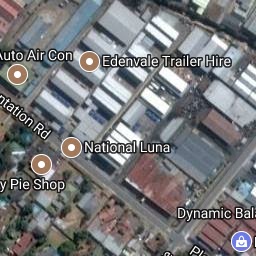 Auto Air Con
Edenvale Trailer Hire
ntation Rd
National Luna
y Pie Shop
Dynamic Bala